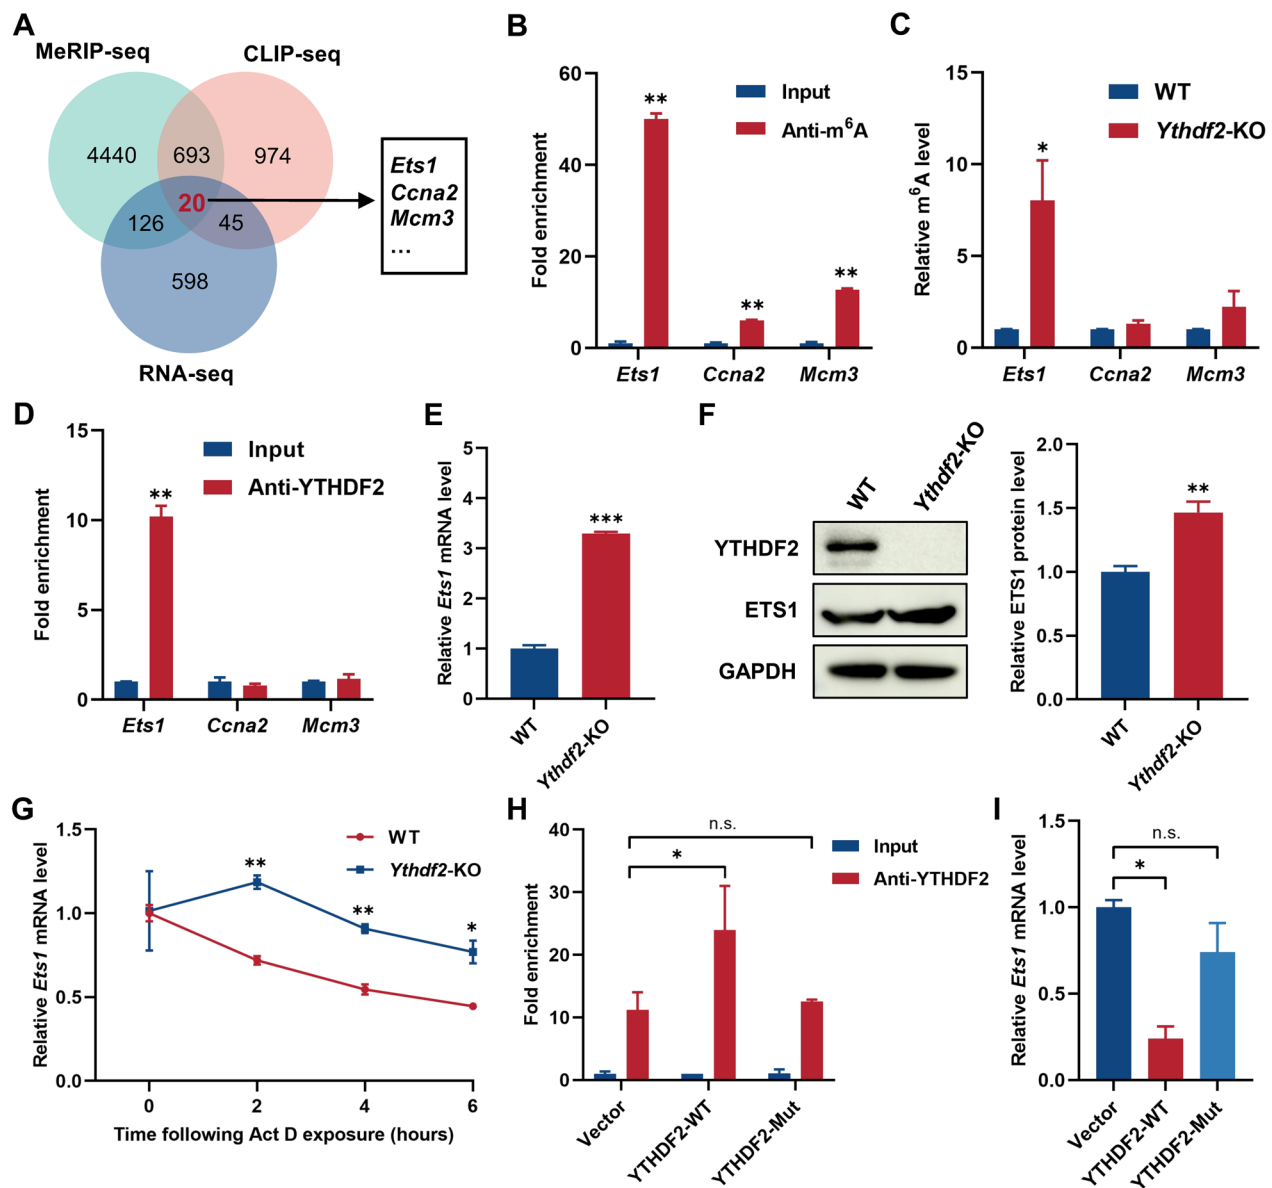 A
MeRIP-seq
CLIP-seq
4440
693
974
20
126
45
598
RNA-seq
Ets1
Ccna2
Mcm3
...
B
Fold enrichment
60
40
20
0
Input
Anti-m⁶A
**
**
**
Ets1
Ccna2
Mcm3
C
Relative m⁶A level
15
10
5
0
WT
Ythdf2-KO
*
Ets1
Ccna2
Mcm3
D
Fold enrichment
15
10
5
0
Input
Anti-YTHDF2
**
Ets1
Ccna2
Mcm3
E
Relative Ets1 mRNA level
5
4
3
2
1
0
***
WT
Ythdf2-KO
F
WT
Ythdf2-KO
YTHDF2
ETS1
GAPDH
Relative ETS1 protein level
2.0
1.5
1.0
0.5
0.0
**
WT
Ythdf2-KO
G
Relative Ets1 mRNA level
1.5
1.0
0.5
0.0
WT
Ythdf2-KO
**
**
*
0
2
4
6
Time following Act D exposure (hours)
H
Fold enrichment
40
30
20
10
0
n.s.
*
Input
Anti-YTHDF2
Vector
YTHDF2-WT
YTHDF2-Mut
I
Relative Ets1 mRNA level
1.5
1.0
0.5
0.0
n.s.
*
Vector
YTHDF2-WT
YTHDF2-Mut